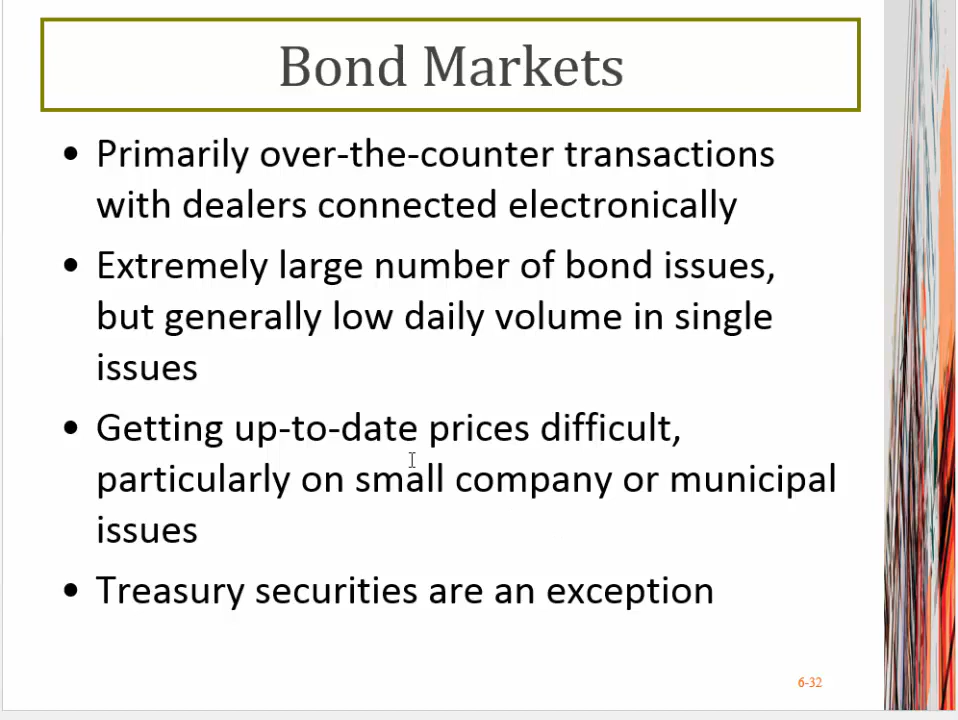 Bond Markets
• Primarily over-the-counter transactions
with dealers connected electronically
• Extremely large number of bond issues,
but generally low daily volume in single
issues
• Getting up-to-date prices difficult,
particularly on small company or municipal
issues
• Treasury securities are an exception
6-32